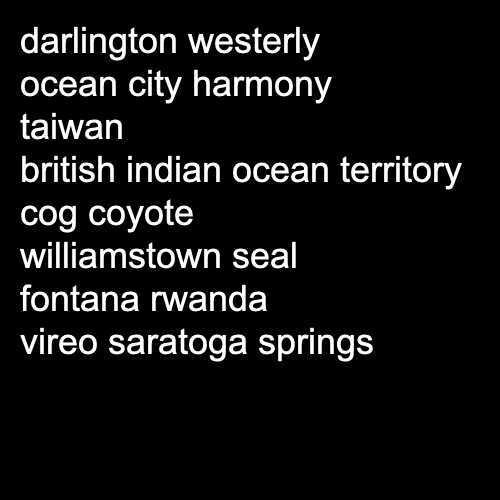 darlington westerly
ocean city harmony
taiwan
british indian ocean territory
cog coyote
williamstown seal
fontana rwanda
vireo saratoga springs